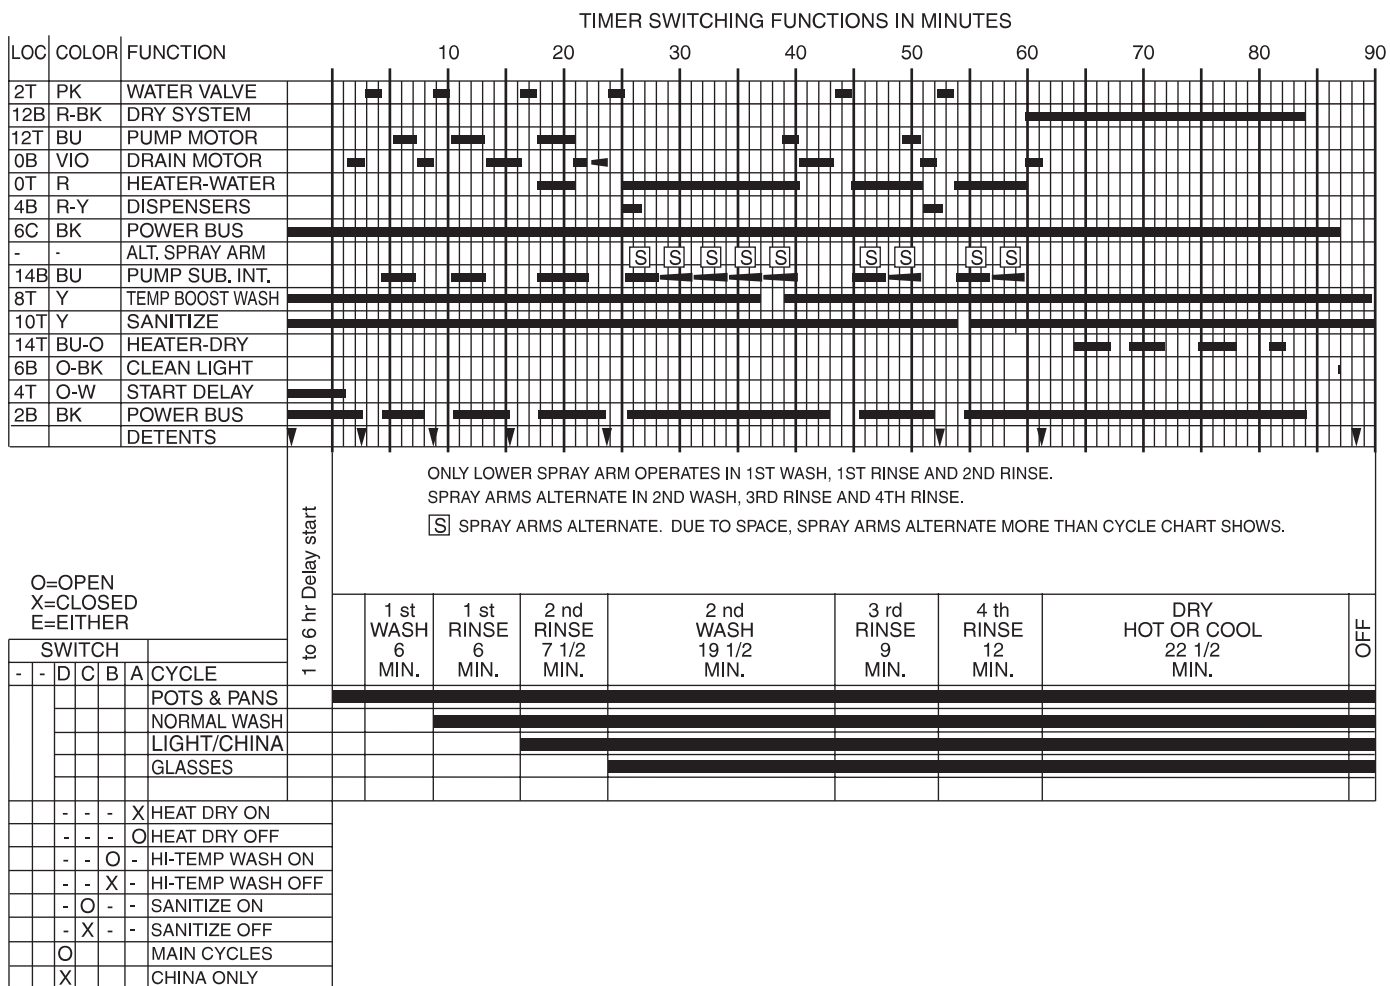 TIMER SWITCHING FUNCTIONS IN MINUTES
LOC COLOR FUNCTION 10 20 30 40 50 60 70 80 90
2T PK WATER VALVE
12B R-BK DRY SYSTEM
12T BU PUMP MOTOR
0B VIO DRAIN MOTOR
0T R HEATER-WATER
4B R-Y DISPENSERS
6C BK POWER BUS
- - ALT. SPRAY ARM S S S S S S S S S
14B BU PUMP SUB. INT.
8T Y TEMP BOOST WASH
10T Y SANITIZE
14T BU-O HEATER-DRY
6B O-BK CLEAN LIGHT
4T O-W START DELAY
2B BK POWER BUS
DETENTS
ONLY LOWER SPRAY ARM OPERATES IN 1ST WASH, 1ST RINSE AND 2ND RINSE.
SPRAY ARMS ALTERNATE IN 2ND WASH, 3RD RINSE AND 4TH RINSE.
S SPRAY ARMS ALTERNATE. DUE TO SPACE, SPRAY ARMS ALTERNATE MORE THAN CYCLE CHART SHOWS.
1 to 6 hr Delay start
O=OPEN
X=CLOSED
E=EITHER
1 st WASH 6 MIN.
1 st RINSE 6 MIN.
2 nd RINSE 7 1/2 MIN.
2 nd WASH 19 1/2 MIN.
3 rd RINSE 9 MIN.
4 th RINSE 12 MIN.
DRY HOT OR COOL 22 1/2 MIN.
OFF
SWITCH
- - D C B A CYCLE
POTS & PANS
NORMAL WASH
LIGHT/CHINA
GLASSES
- - - X HEAT DRY ON
- - - O HEAT DRY OFF
- - O - HI-TEMP WASH ON
- - X - HI-TEMP WASH OFF
- O - - SANITIZE ON
- X - - SANITIZE OFF
O MAIN CYCLES
X CHINA ONLY